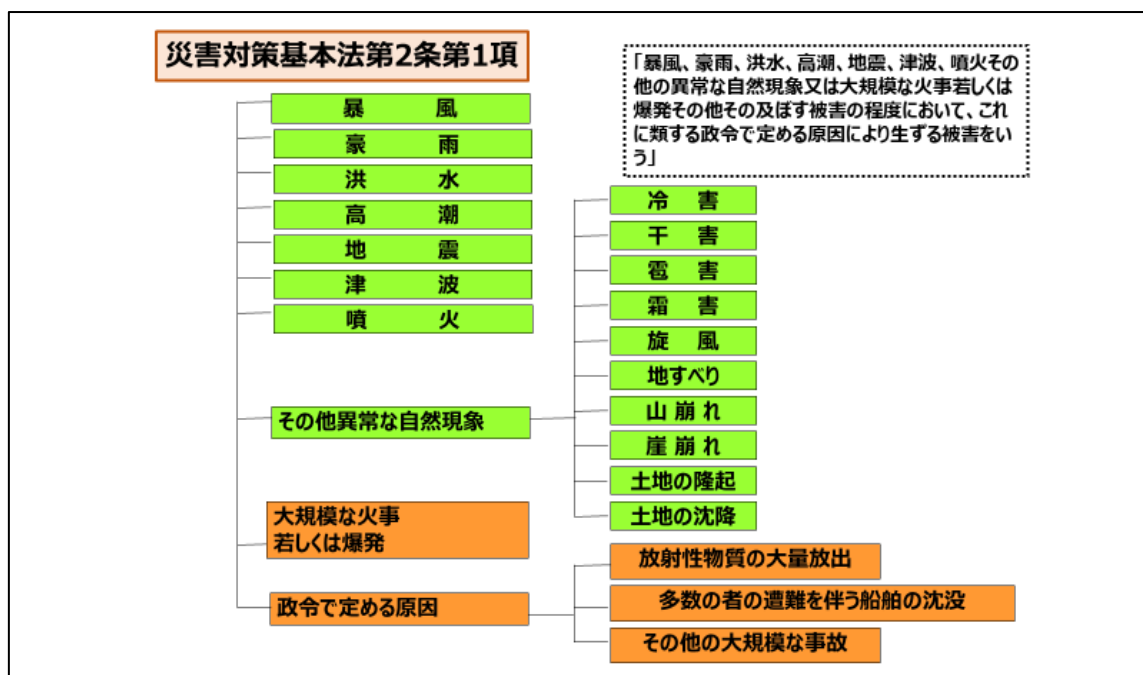 災害対策基本法第2条第1項
「暴風、豪雨、洪水、高潮、地震、津波、噴火その
他の異常な自然現象又は大規模な火事若しくは
爆発その他その及ぼす被害の程度において、これ
に類する政令で定める原因により生ずる被害をい
う」
暴 風
豪 雨
洪 水
高 潮
地 震
津 波
噴 火
その他異常な自然現象
冷 害
干 害
雹 害
霜 害
旋 風
地すべり
山 崩 れ
崖 崩 れ
土地の隆起
土地の沈降
大規模な火事
若しくは爆発
政令で定める原因
放射性物質の大量放出
多数の者の遭難を伴う船舶の沈没
その他の大規模な事故